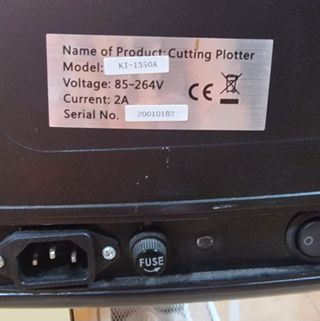 Name of Product: Cutting Plotter
Model: KI-1350A
Voltage: 85-264V
Current: 2A
Serial No. 20010182
CE
FUSE